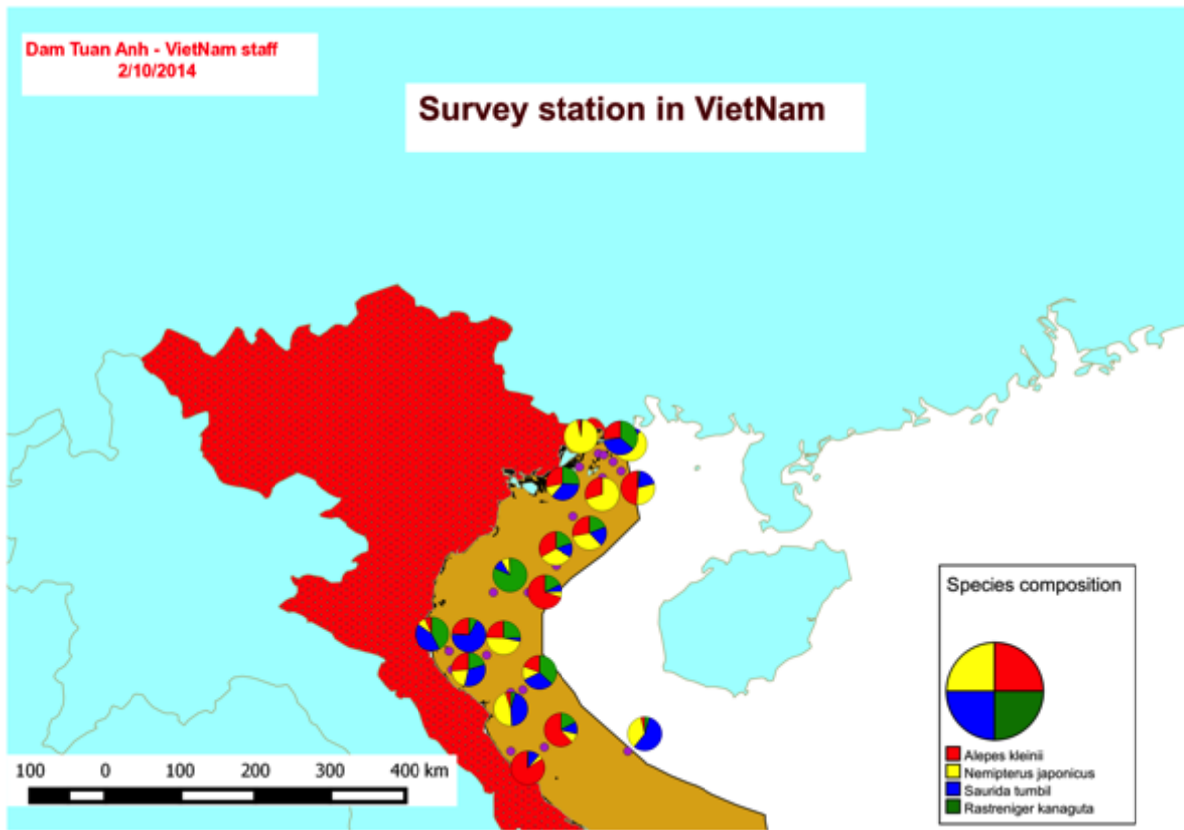 Dam Tuan Anh - VietNam staff
2/10/2014
Survey station in VietNam
Species composition
Alepes kleinii
Nemipterus japonicus
Saurida tumbil
Rastreniger kanaguta
100 0 100 200 300 400 km